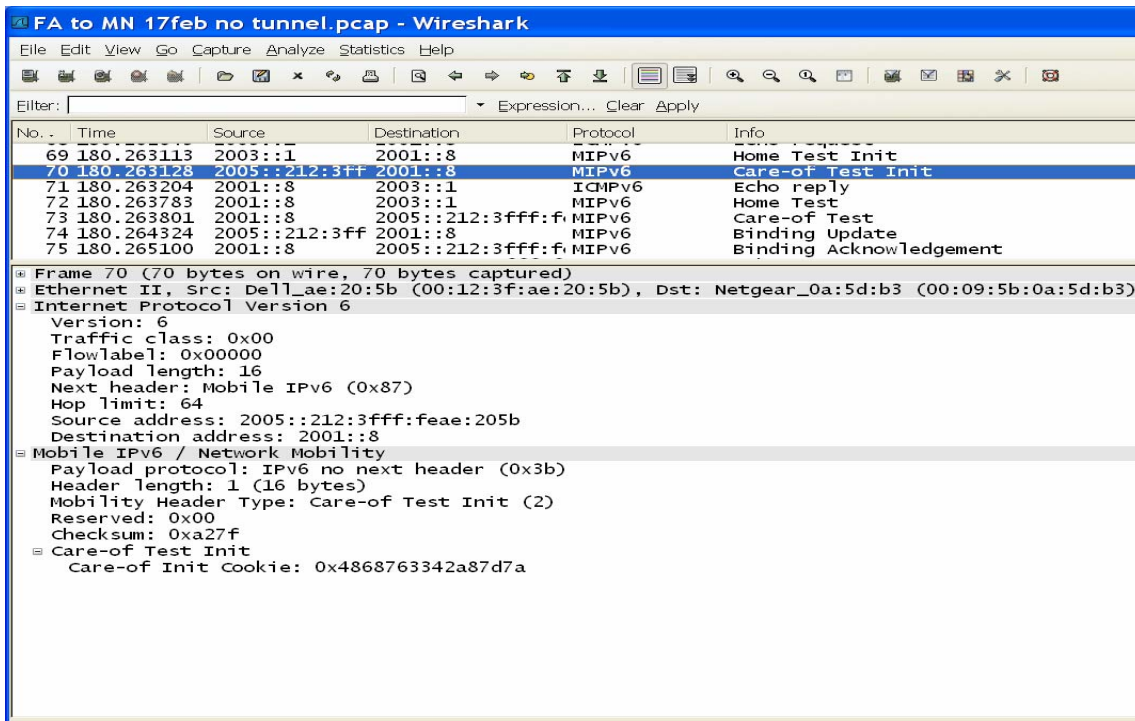 FA to MN 17feb no tunnel.pcap - Wireshark
File Edit View Go Capture Analyze Statistics Help
Filter: Expression... Clear Apply
No. . Time Source Destination Protocol Info
69 180.263113 2003::1 2001::8 MIPv6 Home Test Init
70 180.263128 2005::212:3ff 2001::8 MIPv6 Care-of Test Init
71 180.263204 2001::8 2003::1 ICMPv6 Echo reply
72 180.263783 2001::8 2003::1 MIPv6 Home Test
73 180.263801 2001::8 2005::212:3fff:f MIPv6 Care-of Test
74 180.264324 2005::212:3ff 2001::8 MIPv6 Binding Update
75 180.265100 2001::8 2005::212:3fff:f MIPv6 Binding Acknowledgement
Frame 70 (70 bytes on wire, 70 bytes captured)
Ethernet II, Src: Dell_ae:20:5b (00:12:3f:ae:20:5b), Dst: Netgear_0a:5d:b3 (00:09:5b:0a:5d:b3)
Internet Protocol Version 6
Version: 6
Traffic class: 0x00
Flowlabel: 0x00000
Payload length: 16
Next header: Mobile IPv6 (0x87)
Hop limit: 64
Source address: 2005::212:3fff:feae:205b
Destination address: 2001::8
Mobile IPv6 / Network Mobility
Payload protocol: IPv6 no next header (0x3b)
Header length: 1 (16 bytes)
Mobility Header Type: Care-of Test Init (2)
Reserved: 0x00
Checksum: 0xa27f
Care-of Test Init
Care-of Init Cookie: 0x4868763342a87d7a